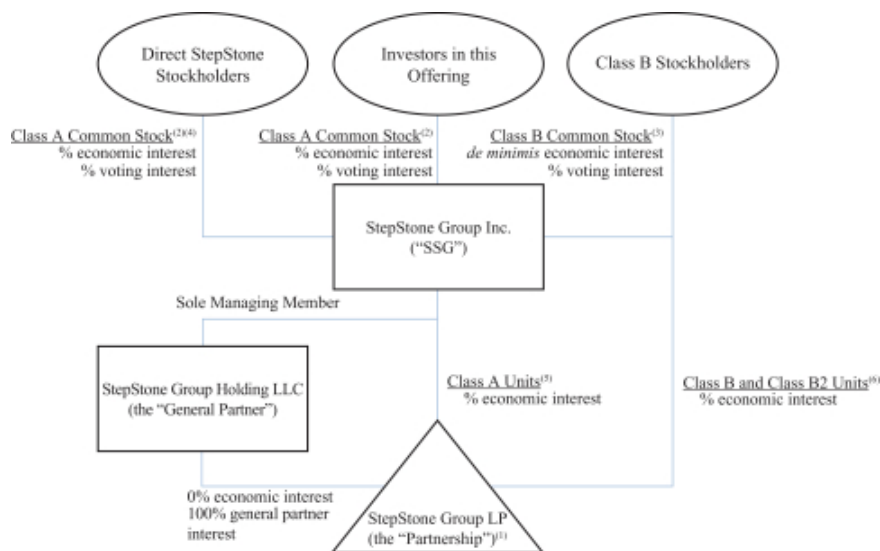 Direct StepStone
Stockholders
Investors in this
Offering
Class B Stockholders
Class A Common Stock(2)(4)
% economic interest
% voting interest
Class A Common Stock(2)
% economic interest
% voting interest
Class B Common Stock(3)
de minimis economic interest
% voting interest
StepStone Group Inc.
(“SSG”)
Sole Managing Member
StepStone Group Holding LLC
(the “General Partner”)
Class A Units(5)
% economic interest
Class B and Class B2 Units(6)
% economic interest
0% economic interest
100% general partner
interest
StepStone Group LP
(the “Partnership”)(1)